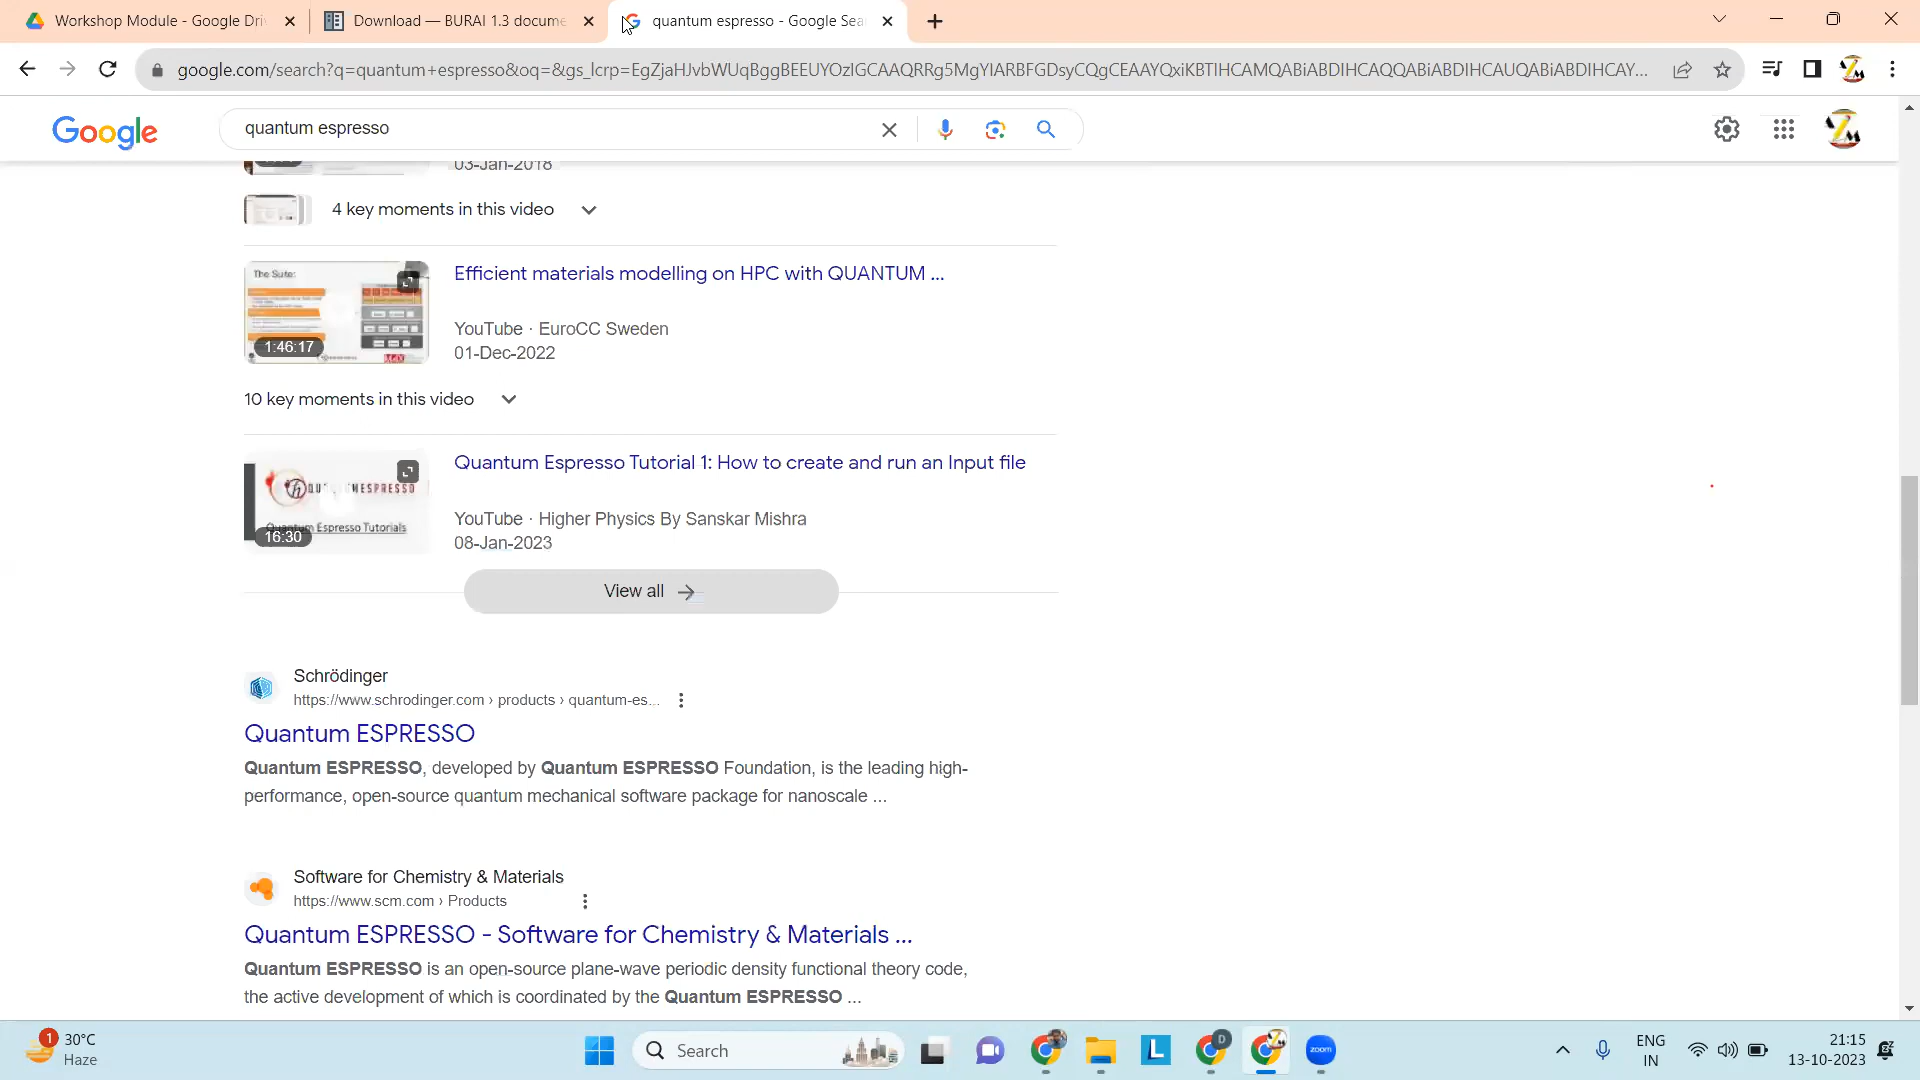 Workshop Module - Google Dri
Download — BURAI 1.3 docume
quantum espresso - Google Sea
google.com/search?q=quantum+espresso&oq=&gs_lcrp=EgZjaHJvbWUqBggBEEUYOzIGCAAQRRg5MgYIARBFGDsyCQgCEAAYQxiKBTIHCAMQABiABDIHCAQQABiABDIHCAUQABiABDIHCAY...
Google
quantum espresso
03-Jan-2018
4 key moments in this video
The Suite:
1:46:17
Efficient materials modelling on HPC with QUANTUM ...
YouTube · EuroCC Sweden
01-Dec-2022
10 key moments in this video
Quantum Espresso Tutorials
16:30
Quantum Espresso Tutorial 1: How to create and run an Input file
YouTube · Higher Physics By Sanskar Mishra
08-Jan-2023
View all
Schrödinger
https://www.schrodinger.com › products › quantum-es...
Quantum ESPRESSO
Quantum ESPRESSO, developed by Quantum ESPRESSO Foundation, is the leading high-
performance, open-source quantum mechanical software package for nanoscale ...
Software for Chemistry & Materials
https://www.scm.com › Products
Quantum ESPRESSO - Software for Chemistry & Materials ...
Quantum ESPRESSO is an open-source plane-wave periodic density functional theory code,
the active development of which is coordinated by the Quantum ESPRESSO ...
1
30°C
Haze
Search
L
D
zoom
ENG
IN
21:15
13-10-2023